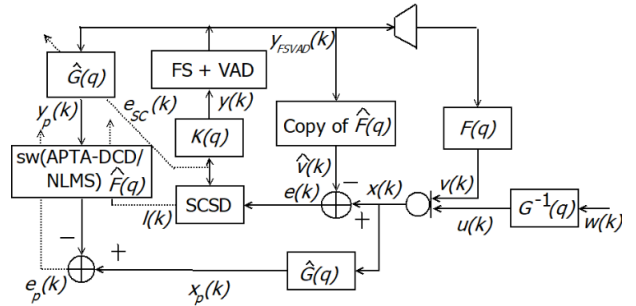 y_FSVAD(k)
Ĝ(q)
FS + VAD
e_SC(k)
y(k)
y_p(k)
K(q)
Copy of F̂(q)
F(q)
sw(APTA-DCD/
NLMS) F̂(q)
v̂(k)
−
e(k)
x(k)
v(k)
l(k)
SCSD
+
u(k)
G⁻¹(q)
w(k)
−
+
e_p(k)
x_p(k)
Ĝ(q)